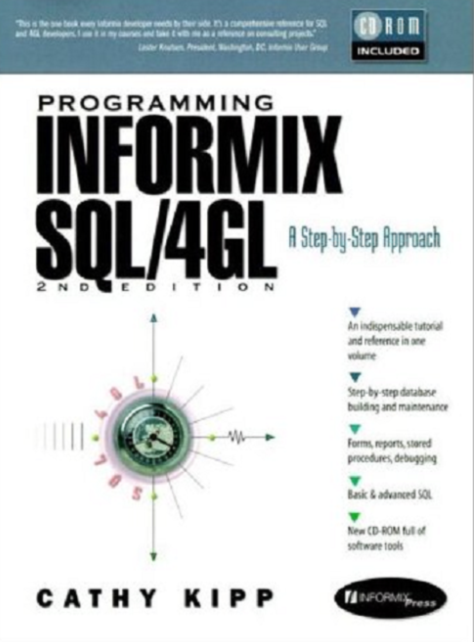 "This is the one book every Informix developer needs by their side. It's a comprehensive reference for SQL
and 4GL developers. I use it in my courses and take it with me as a reference on consulting projects."
Lester Knutsen, President, Washington, DC, Informix User Group
CD-ROM
INCLUDED
PROGRAMMING
INFORMIX
SQL/4GL
A Step-by-Step Approach
2ND EDITION
An indispensable tutorial
and reference in one
volume
Step-by-step database
building and maintenance
Forms, reports, stored
procedures, debugging
Basic & advanced SQL
New CD-ROM full of
software tools
4GL
SQL
CATHY KIPP
INFORMIX
Press